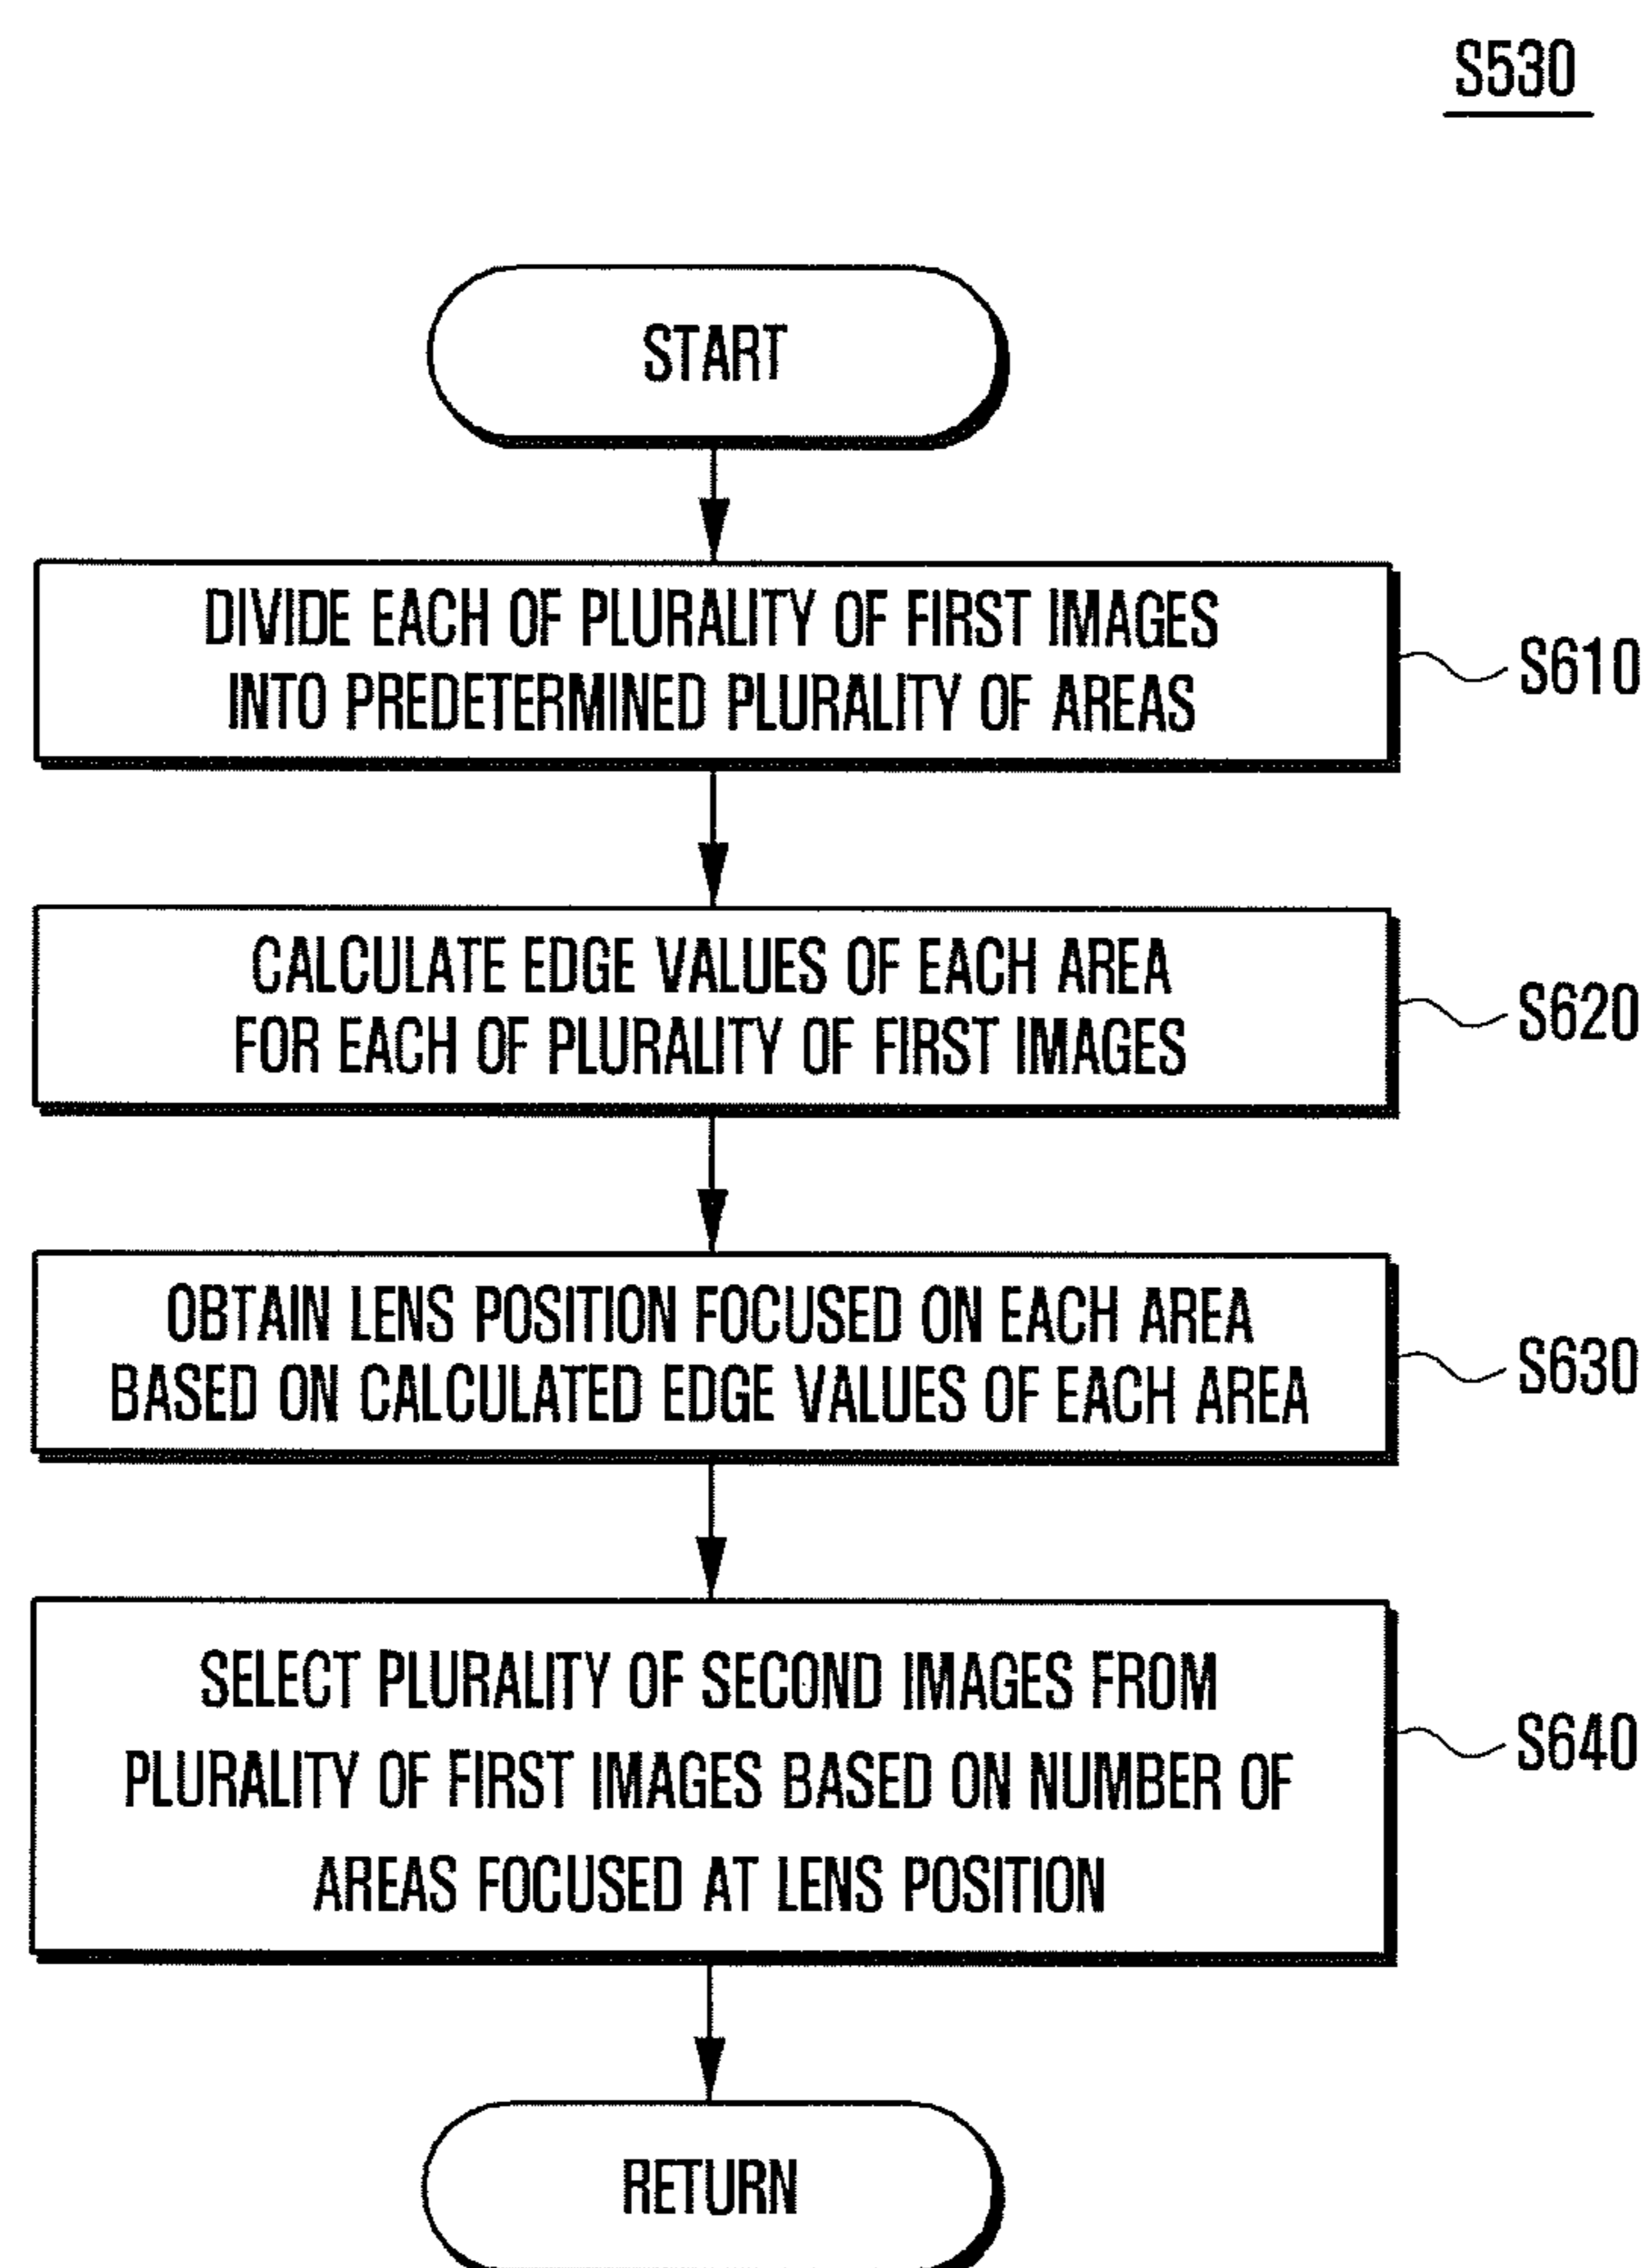 S530
START
DIVIDE EACH OF PLURALITY OF FIRST IMAGES
INTO PREDETERMINED PLURALITY OF AREAS
S610
CALCULATE EDGE VALUES OF EACH AREA
FOR EACH OF PLURALITY OF FIRST IMAGES
S620
OBTAIN LENS POSITION FOCUSED ON EACH AREA
BASED ON CALCULATED EDGE VALUES OF EACH AREA
S630
SELECT PLURALITY OF SECOND IMAGES FROM
PLURALITY OF FIRST IMAGES BASED ON NUMBER OF
AREAS FOCUSED AT LENS POSITION
S640
RETURN